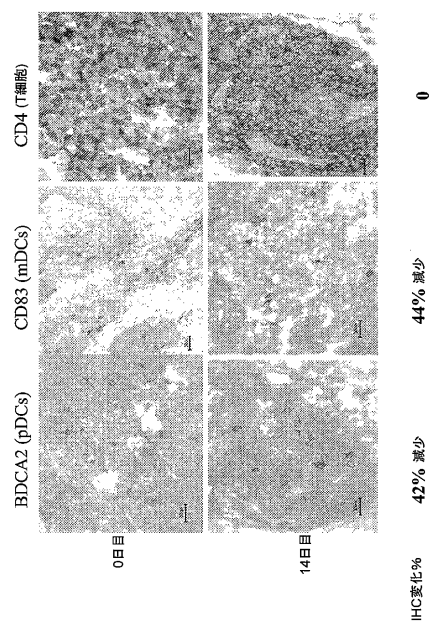 BDCA2 (pDCs)
CD83 (mDCs)
CD4 (T細胞)
0日目
14日目
IHC変化%
42% 減少
44% 減少
0